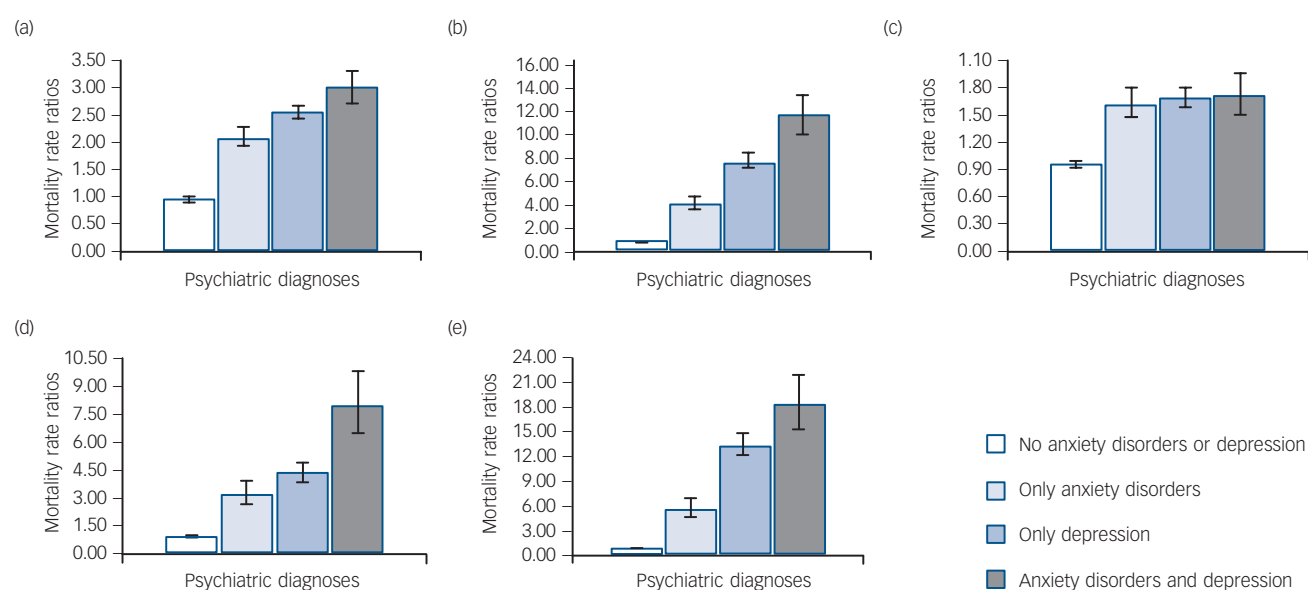 (a)
Mortality rate ratios
3.50
3.00
2.50
2.00
1.50
1.00
0.50
0.00
Psychiatric diagnoses
(b)
Mortality rate ratios
16.00
14.00
12.00
10.00
8.00
6.00
4.00
2.00
0.00
Psychiatric diagnoses
(c)
Mortality rate ratios
1.10
1.80
1.50
1.20
0.90
0.60
0.30
0.00
Psychiatric diagnoses
(d)
Mortality rate ratios
10.50
9.00
7.50
6.00
4.50
3.00
1.50
0.00
Psychiatric diagnoses
(e)
Mortality rate ratios
24.00
21.00
18.00
15.00
12.00
9.00
6.00
3.00
0.00
Psychiatric diagnoses
No anxiety disorders or depression
Only anxiety disorders
Only depression
Anxiety disorders and depression